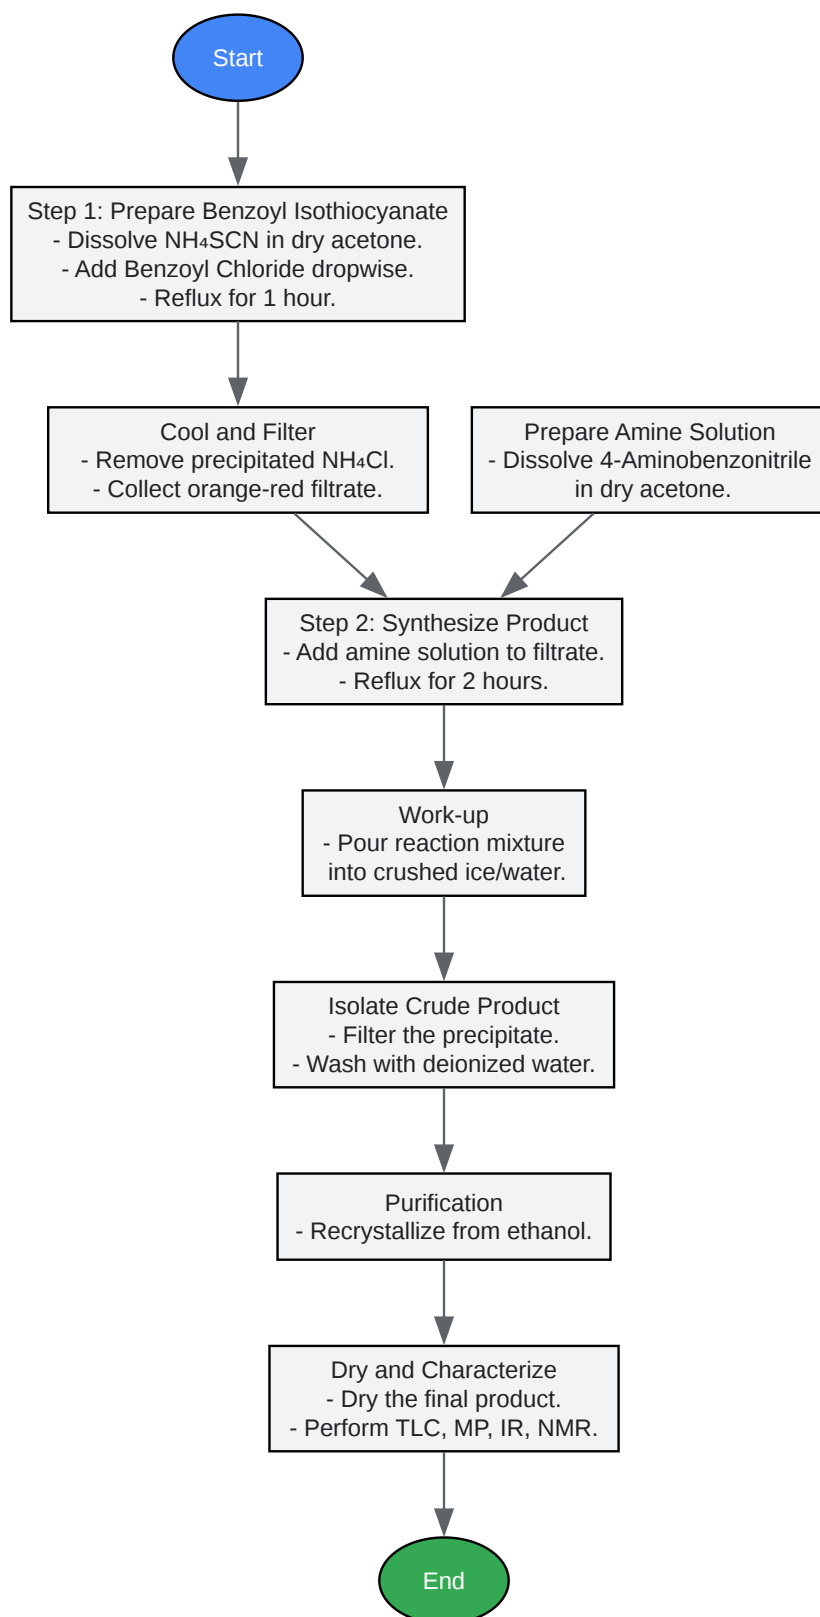 Start
Step 1: Prepare Benzoyl Isothiocyanate
- Dissolve NH₄SCN in dry acetone.
- Add Benzoyl Chloride dropwise.
- Reflux for 1 hour.
Cool and Filter
- Remove precipitated NH₄Cl.
- Collect orange-red filtrate.
Prepare Amine Solution
- Dissolve 4-Aminobenzonitrile
in dry acetone.
Step 2: Synthesize Product
- Add amine solution to filtrate.
- Reflux for 2 hours.
Work-up
- Pour reaction mixture
into crushed ice/water.
Isolate Crude Product
- Filter the precipitate.
- Wash with deionized water.
Purification
- Recrystallize from ethanol.
Dry and Characterize
- Dry the final product.
- Perform TLC, MP, IR, NMR.
End